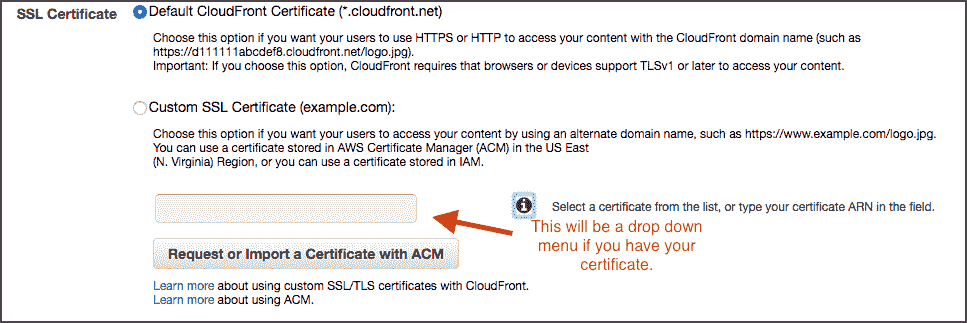 SSL Certificate
Default CloudFront Certificate (*.cloudfront.net)
Choose this option if you want your users to use HTTPS or HTTP to access your content with the CloudFront domain name (such as
https://d111111abcdef8.cloudfront.net/logo.jpg).
Important: If you choose this option, CloudFront requires that browsers or devices support TLSv1 or later to access your content.
Custom SSL Certificate (example.com):
Choose this option if you want your users to access your content by using an alternate domain name, such as https://www.example.com/logo.jpg.
You can use a certificate stored in AWS Certificate Manager (ACM) in the US East
(N. Virginia) Region, or you can use a certificate stored in IAM.
Select a certificate from the list, or type your certificate ARN in the field.
This will be a drop down
menu if you have your
certificate.
Request or Import a Certificate with ACM
Learn more about using custom SSL/TLS certificates with CloudFront.
Learn more about using ACM.